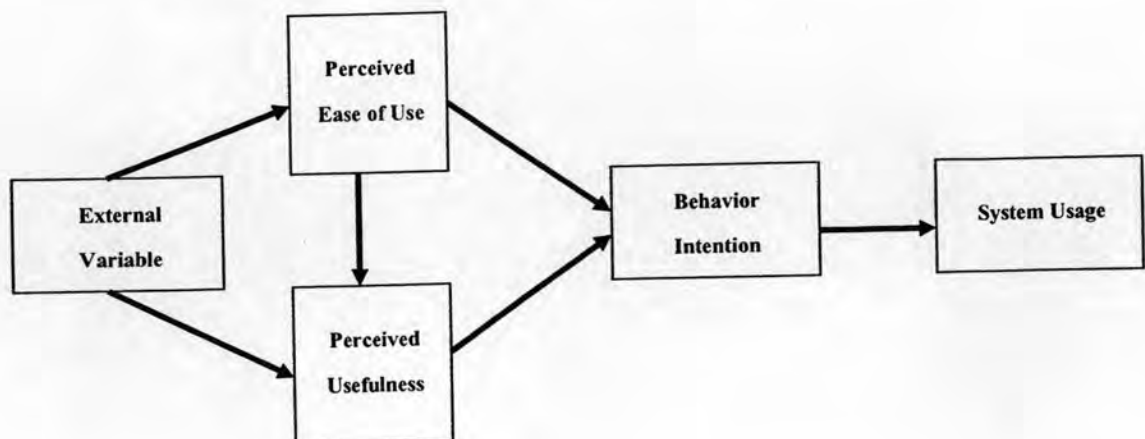 Perceived
Ease of Use
External
Variable
Perceived
Usefulness
Behavior
Intention
System Usage